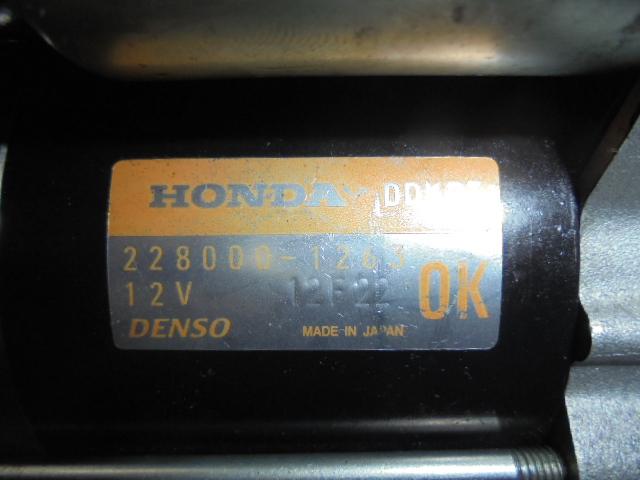 HONDA
228000-1263
12V 12F22 OK
DENSO MADE IN JAPAN